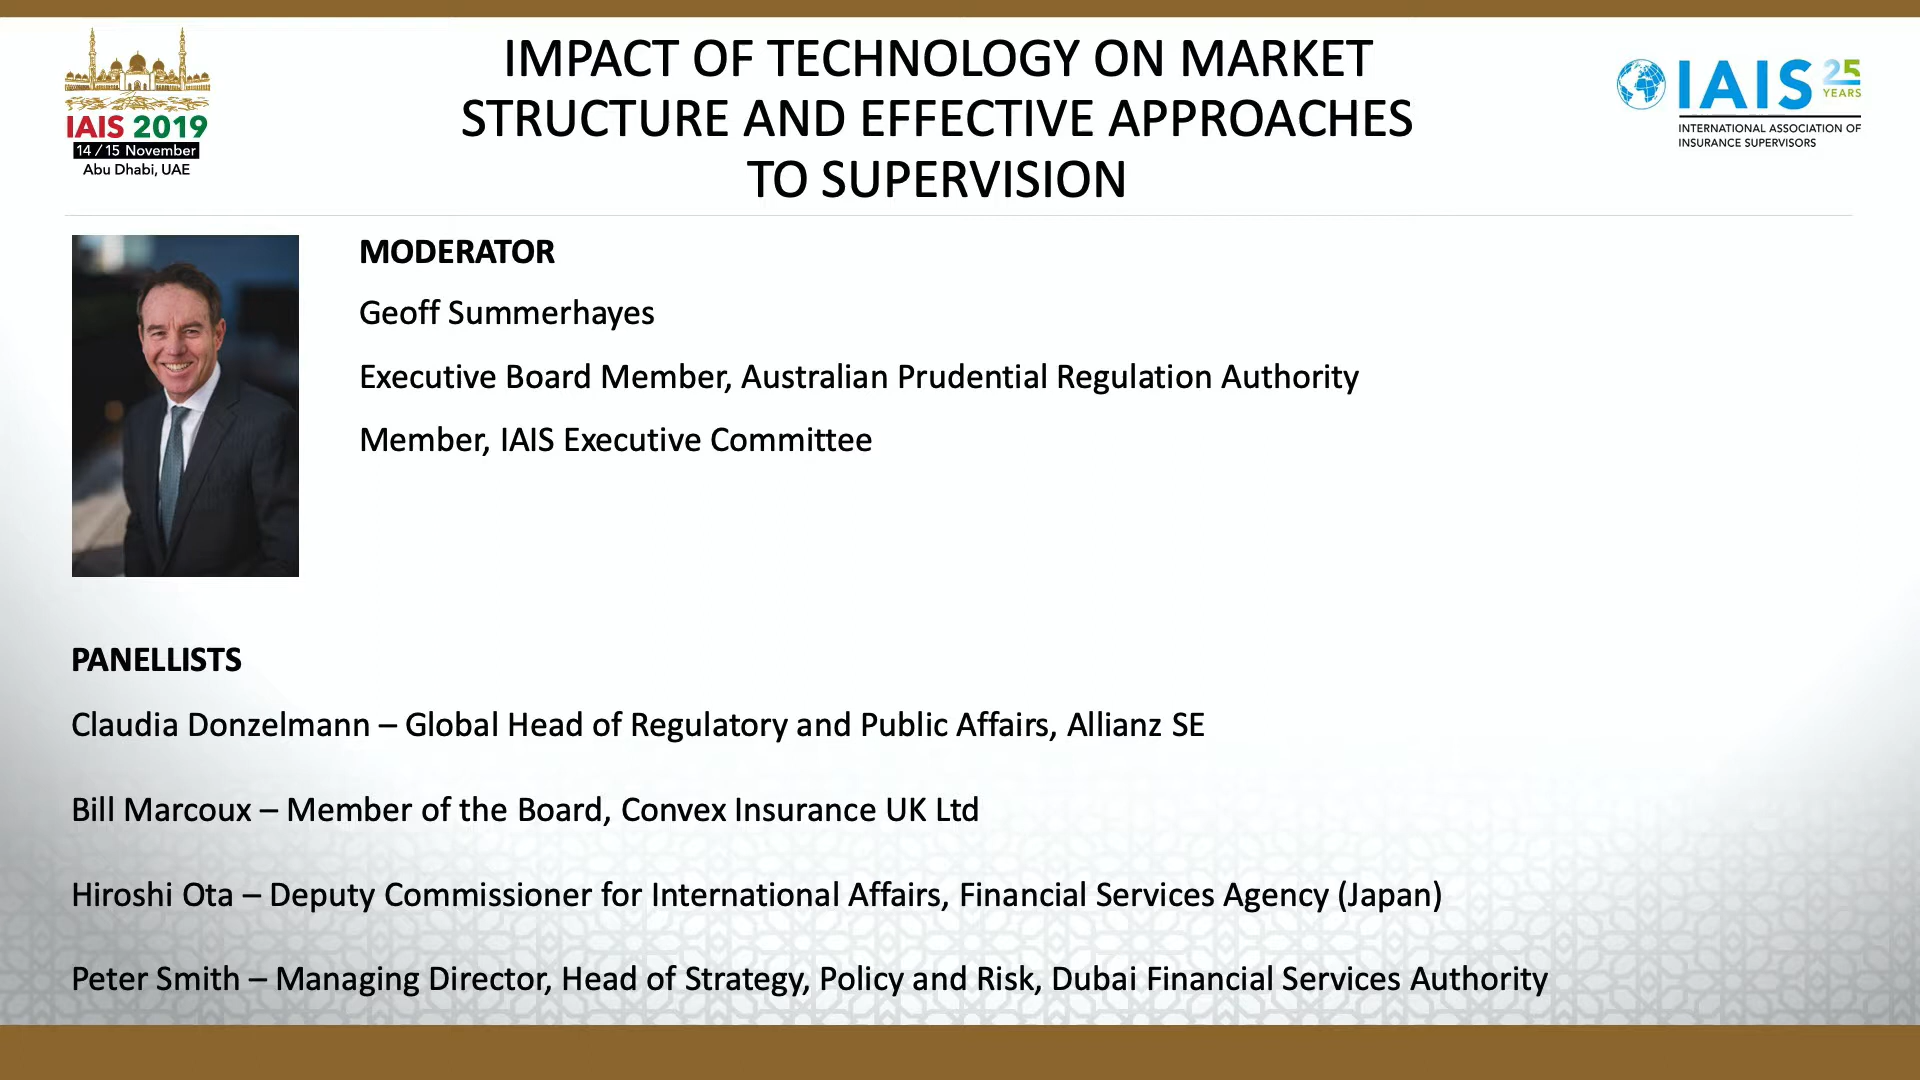 IAIS 2019
14 / 15 November
Abu Dhabi, UAE
IMPACT OF TECHNOLOGY ON MARKET
STRUCTURE AND EFFECTIVE APPROACHES
TO SUPERVISION
IAIS 25
YEARS
INTERNATIONAL ASSOCIATION OF
INSURANCE SUPERVISORS
MODERATOR
Geoff Summerhayes
Executive Board Member, Australian Prudential Regulation Authority
Member, IAIS Executive Committee
PANELLISTS
Claudia Donzelmann – Global Head of Regulatory and Public Affairs, Allianz SE
Bill Marcoux – Member of the Board, Convex Insurance UK Ltd
Hiroshi Ota – Deputy Commissioner for International Affairs, Financial Services Agency (Japan)
Peter Smith – Managing Director, Head of Strategy, Policy and Risk, Dubai Financial Services Authority